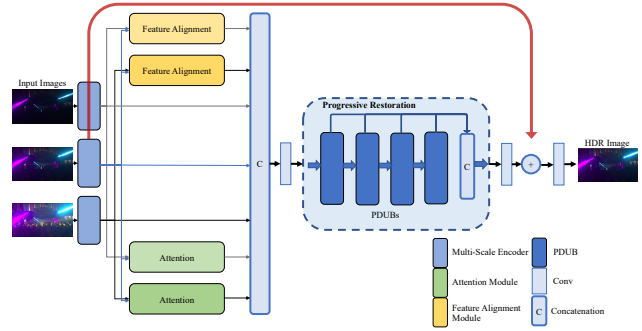 Feature Alignment
Feature Alignment
Input Images
Progressive Restoration
HDR Image
C
C
+
PDUBs
Attention
Attention
Multi-Scale Encoder
PDUB
Attention Module
Conv
Feature Alignment
Module
C
Concatenation